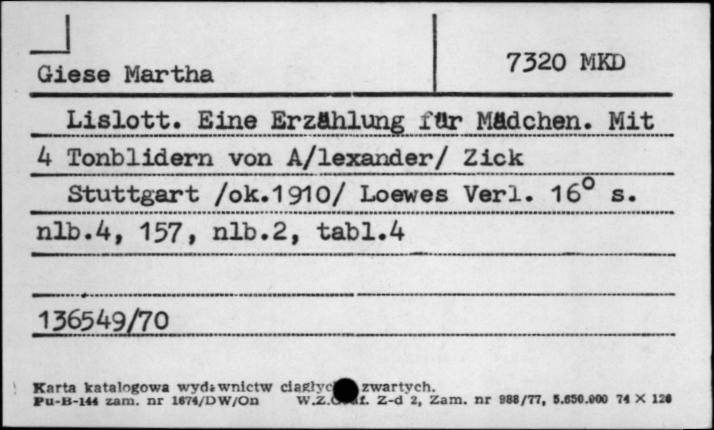 Giese Martha
7320 MKD
Lislott. Eine Erzählung für Mädchen. Mit
4 Tonblidern von A/lexander/ Zick
Stuttgart /ok.1910/ Loewes Verl. 16° s.
nlb.4, 157, nlb.2, tabl.4
136549/70
Karta katalogowa wydawnictw zwartych.
Pu-B-144 zam. nr 1674/DW/On W.Z. Z-d 2, Zam. nr 988/77, 5.650.000 74 × 120